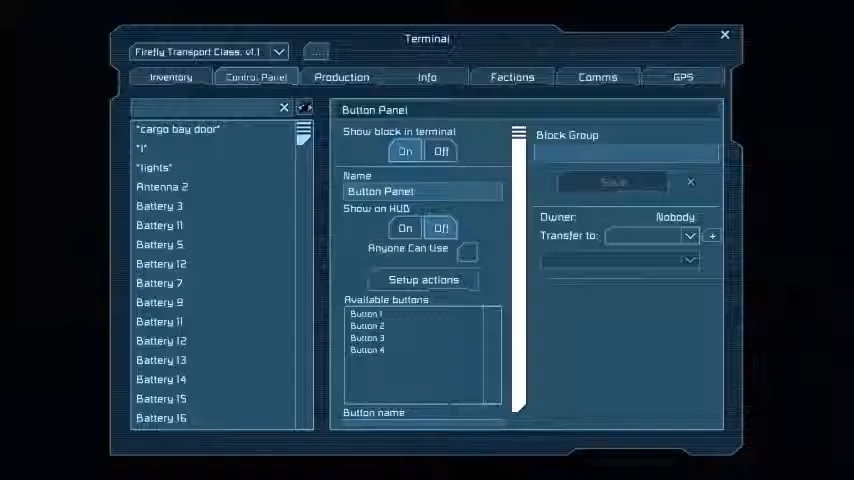 Terminal
Firefly Transport Class. v1.1
.....
Inventory
Control Panel
Production
Info
Factions
Comms
GPS
*cargo bay door*
*l*
*lights*
Antenna 2
Battery 3
Battery 11
Battery 5
Battery 12
Battery 7
Battery 9
Battery 11
Battery 12
Battery 13
Battery 14
Battery 15
Battery 16
Button Panel
Show block in terminal
On Off
Name
Button Panel
Show on HUD
On Off
Anyone Can Use
Setup actions
Available buttons
Button 1
Button 2
Button 3
Button 4
Button name
Block Group
Save
Owner: Nobody
Transfer to: